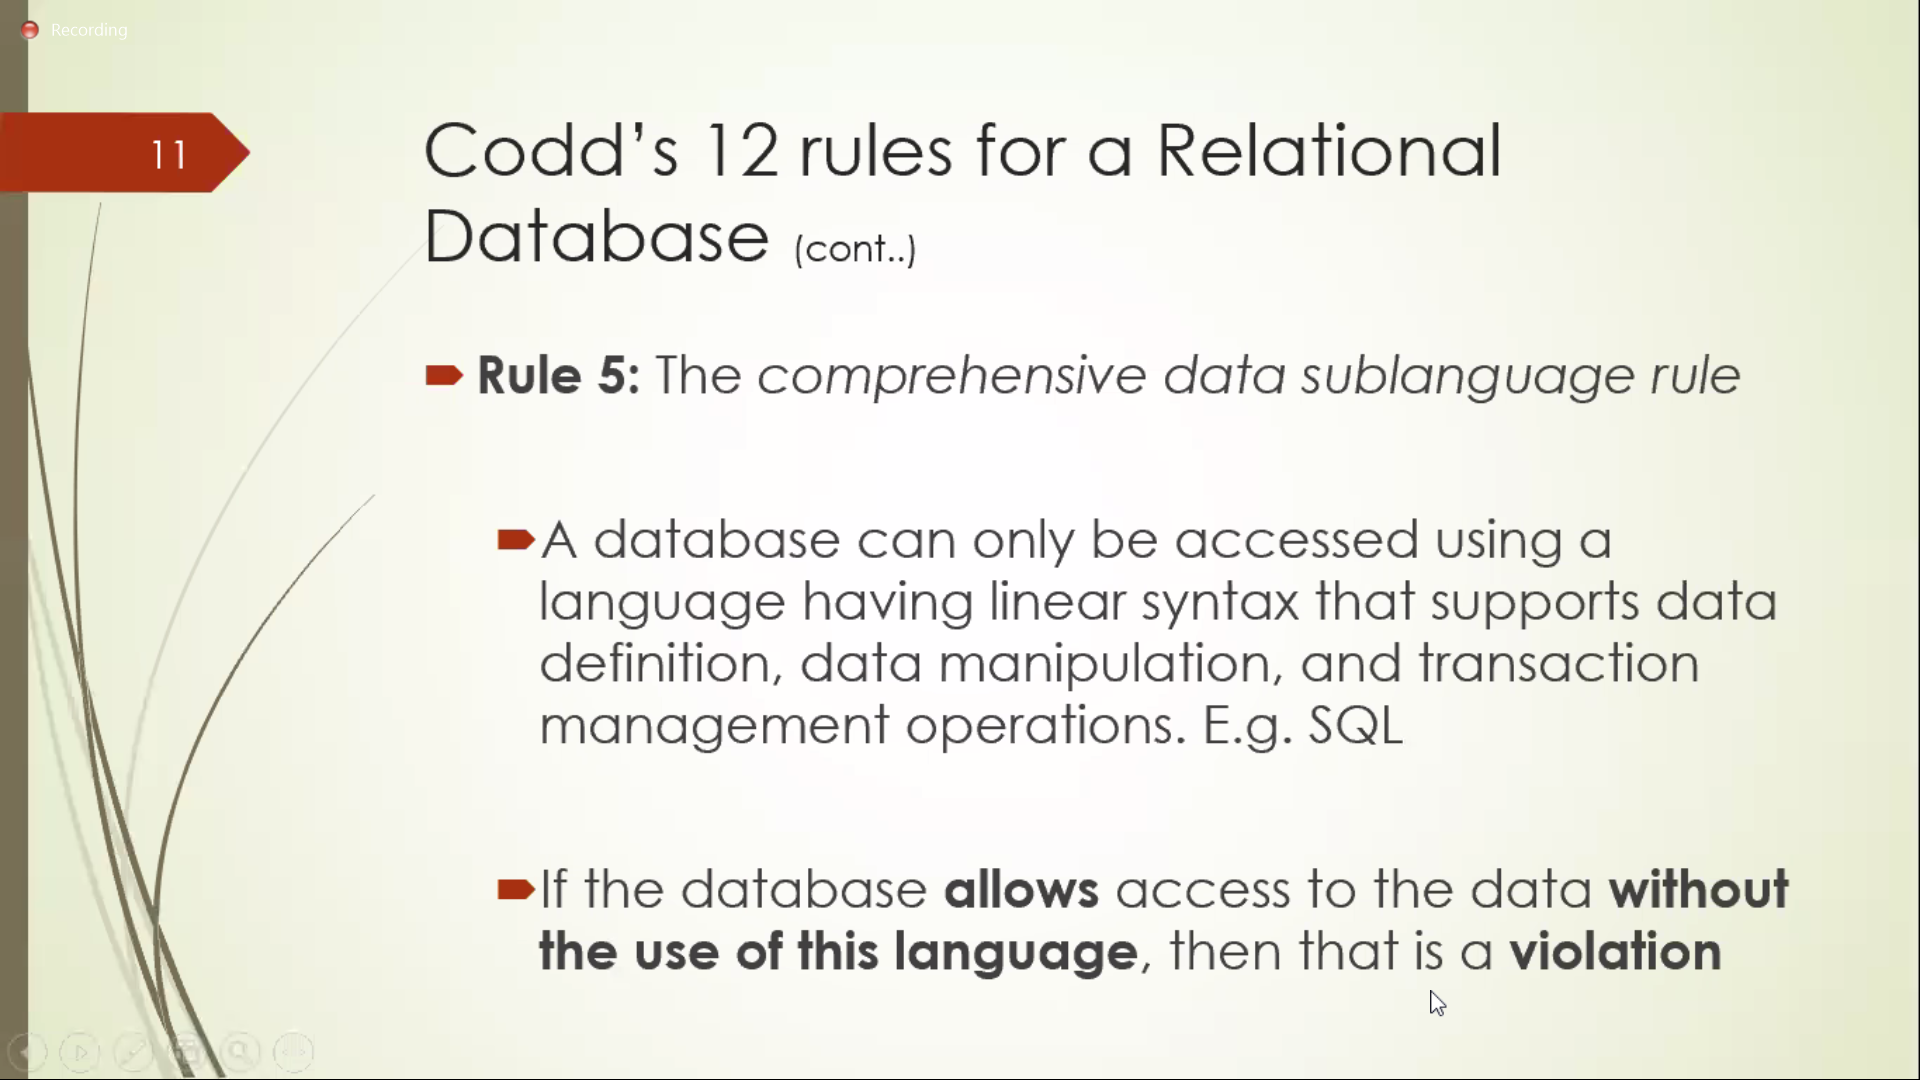 Recording
11
Codd’s 12 rules for a Relational
Database (cont..)
Rule 5: The comprehensive data sublanguage rule
A database can only be accessed using a
language having linear syntax that supports data
definition, data manipulation, and transaction
management operations. E.g. SQL
If the database allows access to the data without
the use of this language, then that is a violation